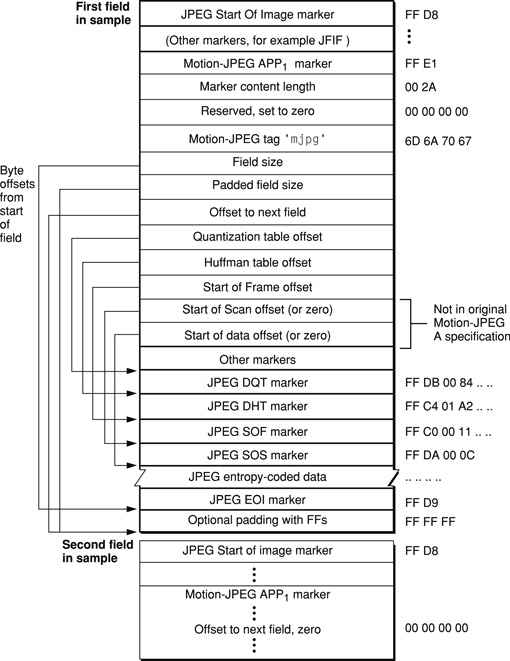 First field
in sample
JPEG Start Of Image marker FF D8
(Other markers, for example JFIF )
Motion-JPEG APP1 marker FF E1
Marker content length 00 2A
Reserved, set to zero 00 00 00 00
Motion-JPEG tag 'mjpg' 6D 6A 70 67
Byte
offsets
from
start
of
field
Field size
Padded field size
Offset to next field
Quantization table offset
Huffman table offset
Start of Frame offset
Start of Scan offset (or zero)
Start of data offset (or zero)
Not in original
Motion-JPEG
A specification
Other markers
JPEG DQT marker FF DB 00 84 .. ..
JPEG DHT marker FF C4 01 A2 .. ..
JPEG SOF marker FF C0 00 11 .. ..
JPEG SOS marker FF DA 00 0C
JPEG entropy-coded data .. .. .. ..
JPEG EOI marker FF D9
Optional padding with FFs FF FF FF
Second field
in sample
JPEG Start of image marker FF D8
Motion-JPEG APP1 marker
Offset to next field, zero 00 00 00 00